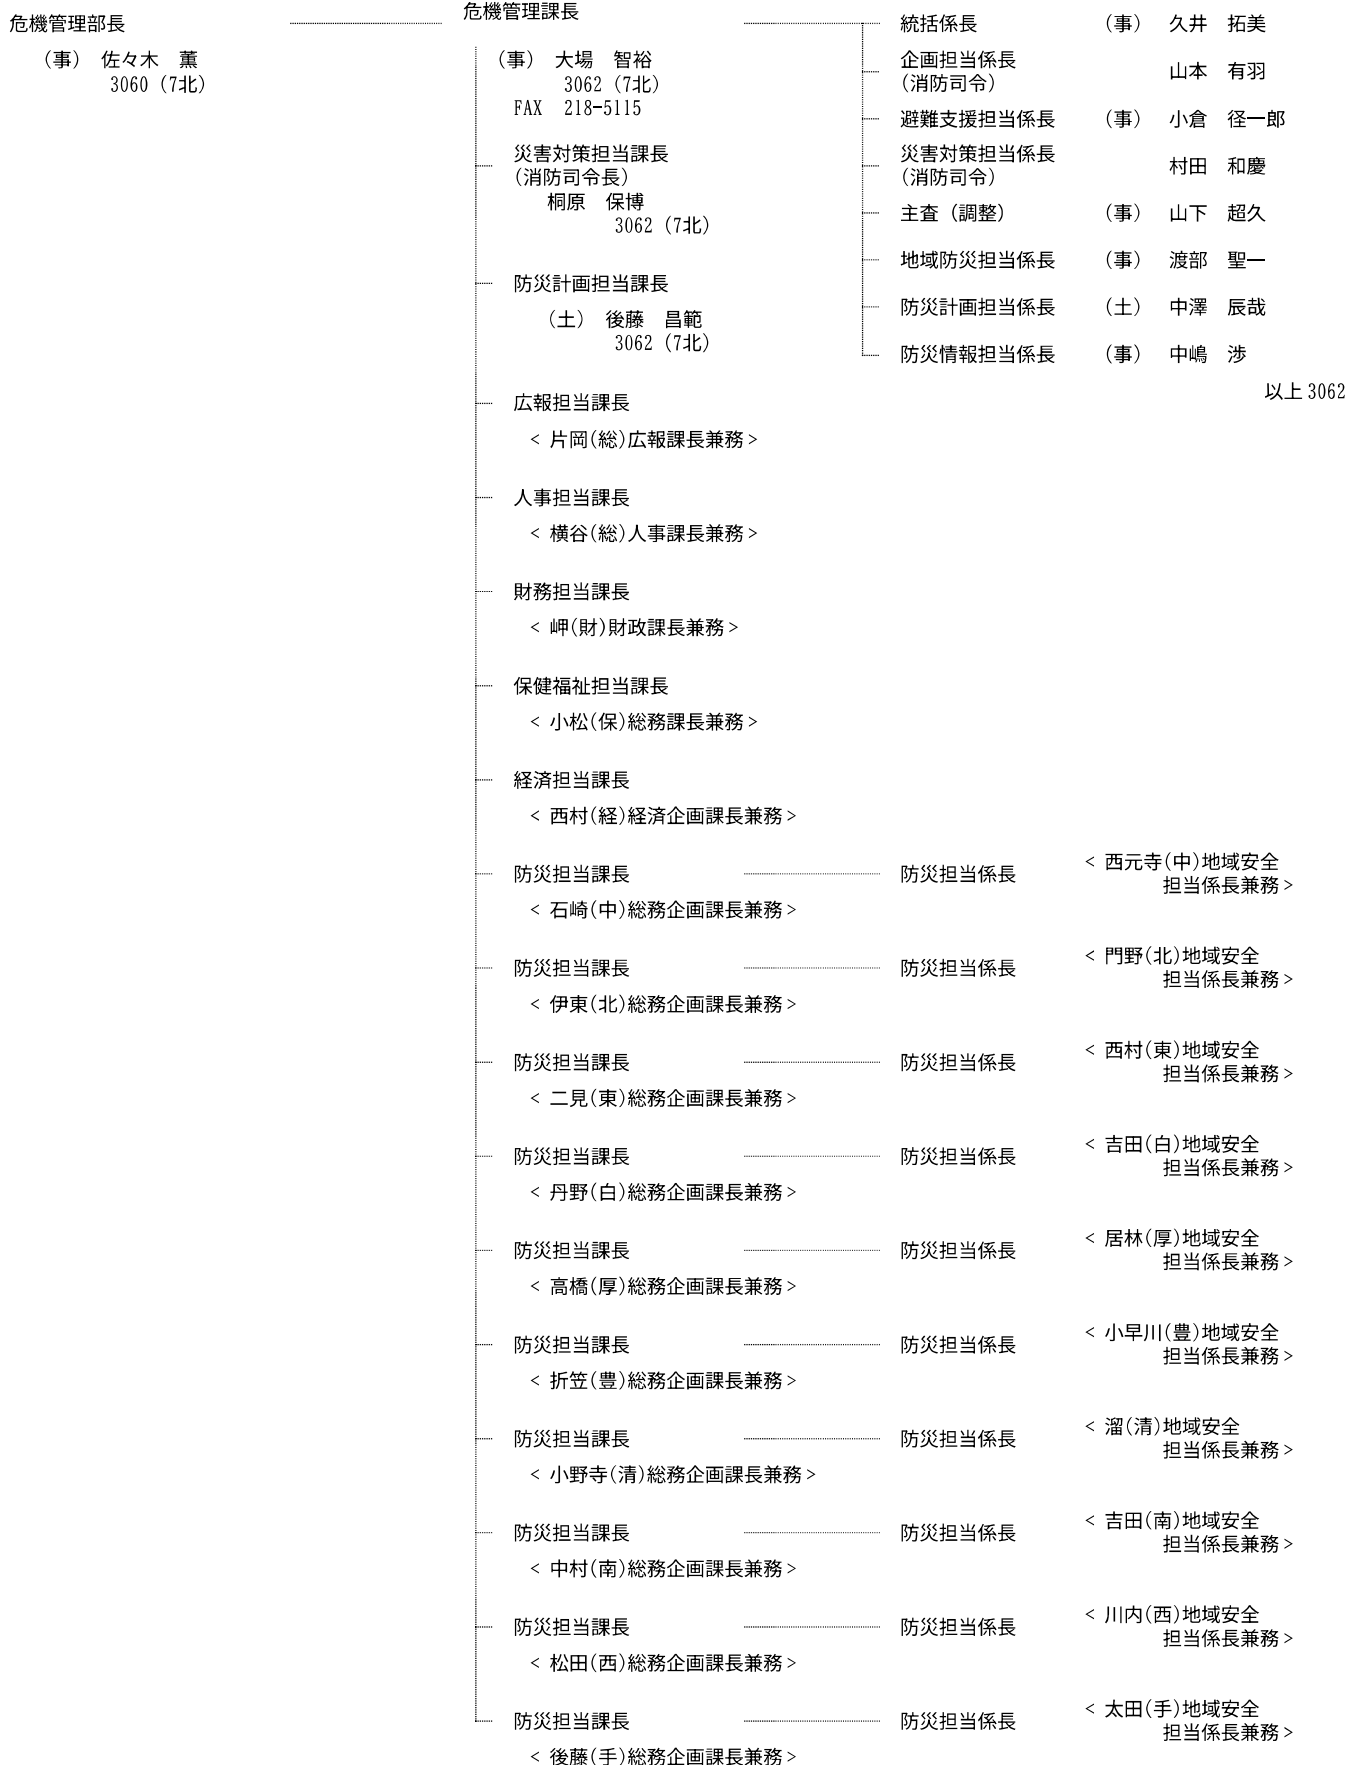 危機管理部長
（事） 佐々木　薫
3060（7北）
危機管理課長
（事） 大場　智裕
3062（7北）
FAX　218-5115
災害対策担当課長
（消防司令長）
桐原　保博
3062（7北）
防災計画担当課長
（土） 後藤　昌範
3062（7北）
広報担当課長
< 片岡(総)広報課長兼務>
人事担当課長
< 横谷(総)人事課長兼務>
財務担当課長
< 岬(財)財政課長兼務>
保健福祉担当課長
< 小松(保)総務課長兼務>
経済担当課長
< 西村(経)経済企画課長兼務>
防災担当課長
< 石崎(中)総務企画課長兼務>
防災担当課長
< 伊東(北)総務企画課長兼務>
防災担当課長
< 二見(東)総務企画課長兼務>
防災担当課長
< 丹野(白)総務企画課長兼務>
防災担当課長
< 高橋(厚)総務企画課長兼務>
防災担当課長
< 折笠(豊)総務企画課長兼務>
防災担当課長
< 小野寺(清)総務企画課長兼務>
防災担当課長
< 中村(南)総務企画課長兼務>
防災担当課長
< 松田(西)総務企画課長兼務>
防災担当課長
< 後藤(手)総務企画課長兼務>
統括係長 （事） 久井　拓美
企画担当係長
（消防司令） 山本　有羽
避難支援担当係長 （事） 小倉　径一郎
災害対策担当係長
（消防司令） 村田　和慶
主査（調整） （事） 山下　超久
地域防災担当係長 （事） 渡部　聖一
防災計画担当係長 （土） 中澤　辰哉
防災情報担当係長 （事） 中嶋　渉
以上 3062
防災担当係長 < 西元寺(中)地域安全
担当係長兼務>
防災担当係長 < 門野(北)地域安全
担当係長兼務>
防災担当係長 < 西村(東)地域安全
担当係長兼務>
防災担当係長 < 吉田(白)地域安全
担当係長兼務>
防災担当係長 < 居林(厚)地域安全
担当係長兼務>
防災担当係長 < 小早川(豊)地域安全
担当係長兼務>
防災担当係長 < 溜(清)地域安全
担当係長兼務>
防災担当係長 < 吉田(南)地域安全
担当係長兼務>
防災担当係長 < 川内(西)地域安全
担当係長兼務>
防災担当係長 < 太田(手)地域安全
担当係長兼務>